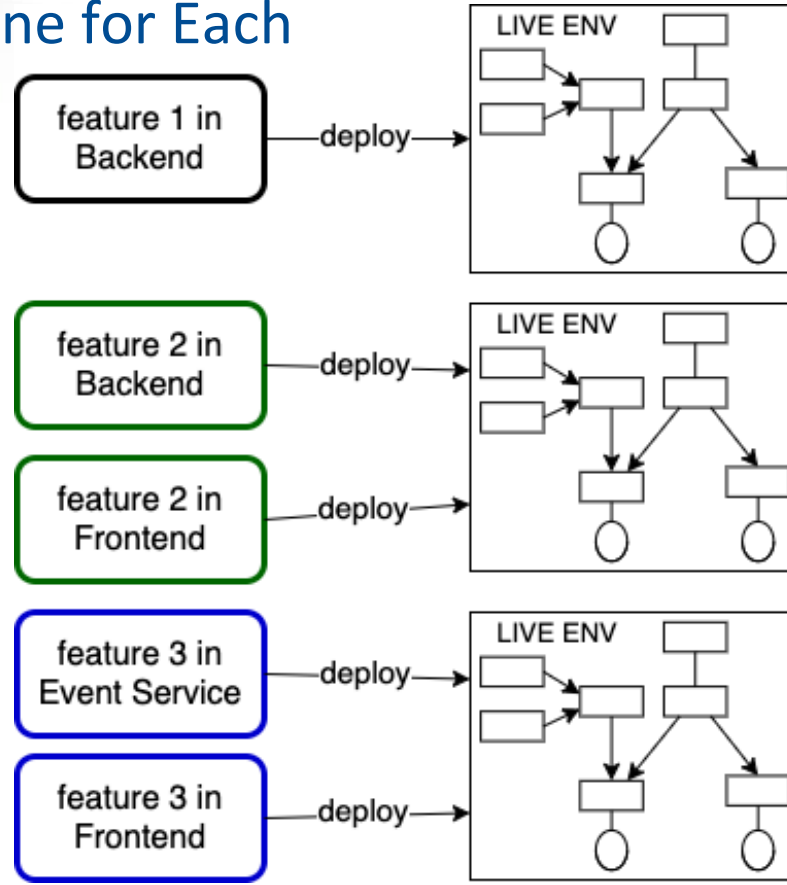 ne for Each
LIVE ENV
feature 1 in
Backend
deploy
LIVE ENV
feature 2 in
Backend
deploy
feature 2 in
Frontend
deploy
LIVE ENV
feature 3 in
Event Service
deploy
feature 3 in
Frontend
deploy